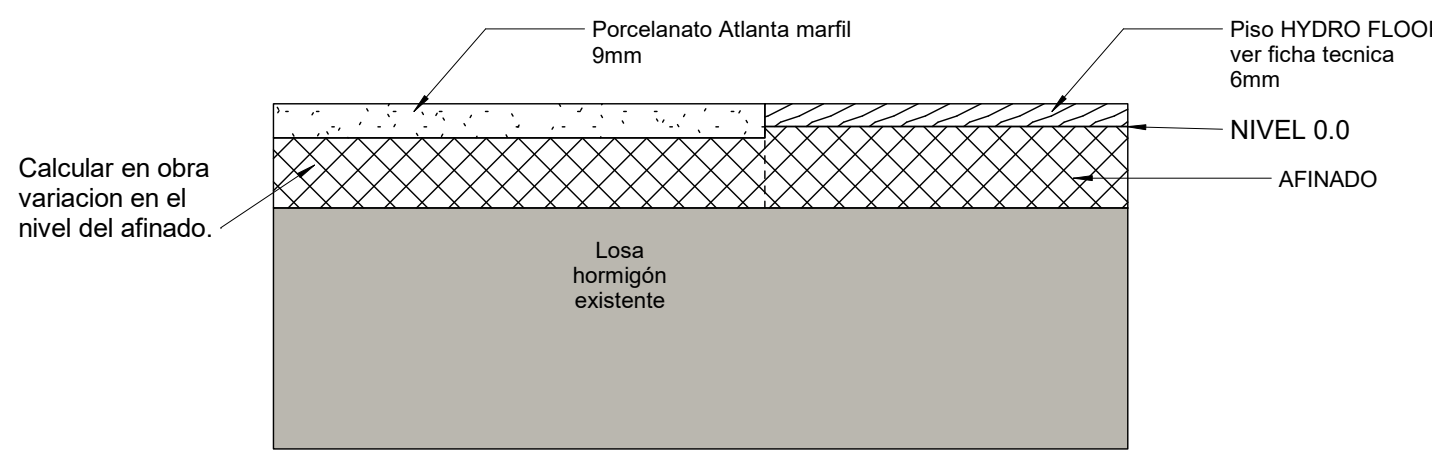 Porcelanato Atlanta marfil
9mm
Piso HYDRO FLOO
ver ficha tecnica
6mm
NIVEL 0.0
AFINADO
Calcular en obra
variacion en el
nivel del afinado.
Losa
hormigón
existente